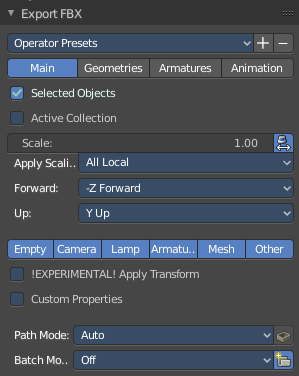 Export FBX
Operator Presets
Main Geometries Armatures Animation
Selected Objects
Active Collection
Scale: 1.00
Apply Scali.. All Local
Forward: -Z Forward
Up: Y Up
Empty Camera Lamp Armatu.. Mesh Other
!EXPERIMENTAL! Apply Transform
Custom Properties
Path Mode: Auto
Batch Mo.. Off